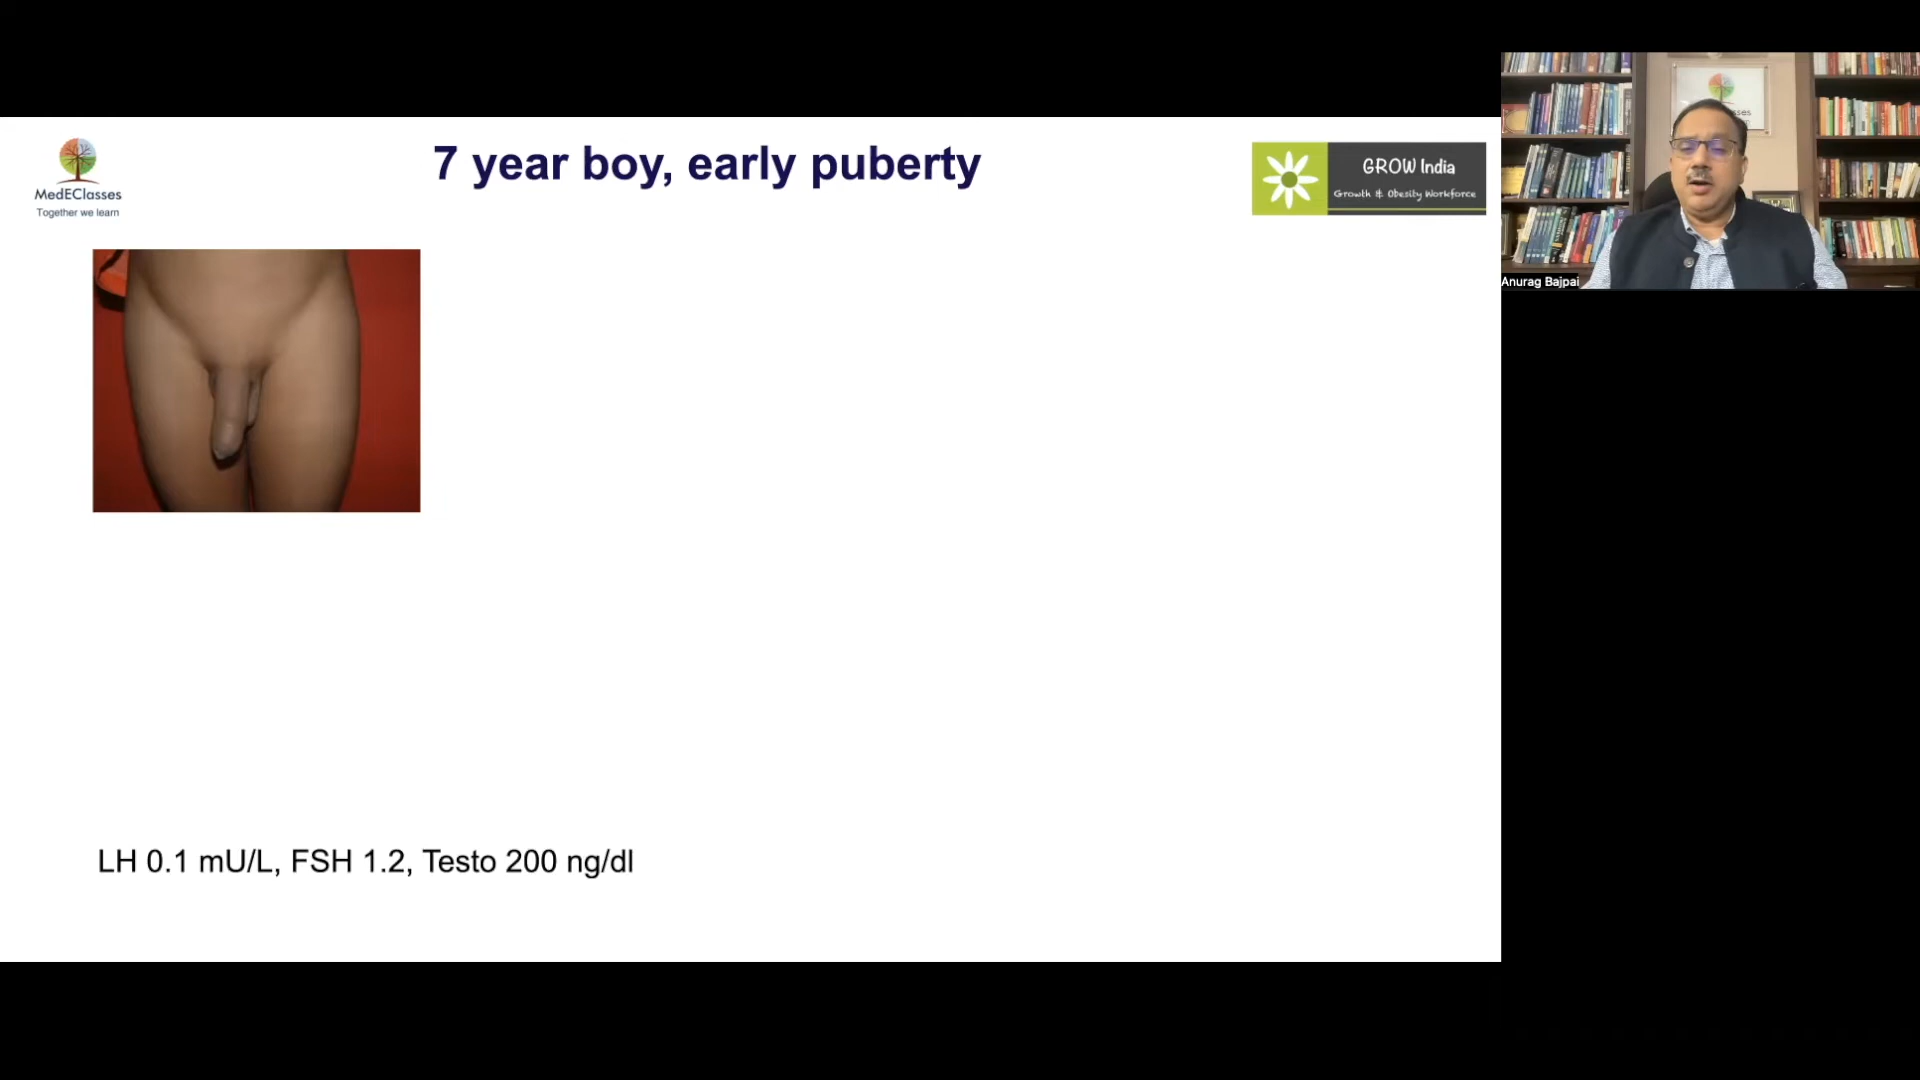 MedEClasses
Together we learn
7 year boy, early puberty
GROW India
Growth & Obesity Workforce
Anurag Bajpai
LH 0.1 mU/L, FSH 1.2, Testo 200 ng/dl